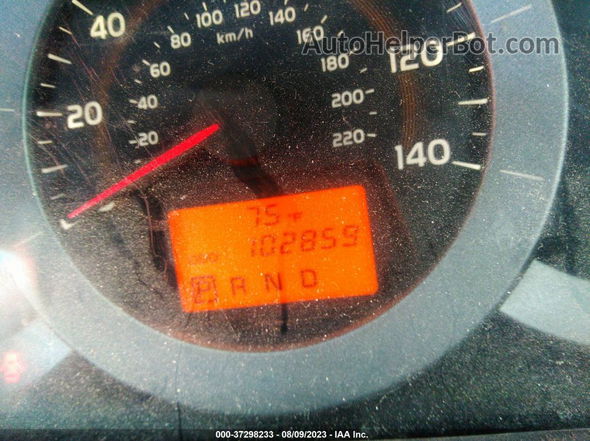 AutoHelperBot.com
40 80 100 120 140 160 120
km/h
60 180
20 40 200
20 220 140
75 °F
102859
P R N D
000-37298233 - 08/09/2023 - IAA Inc.